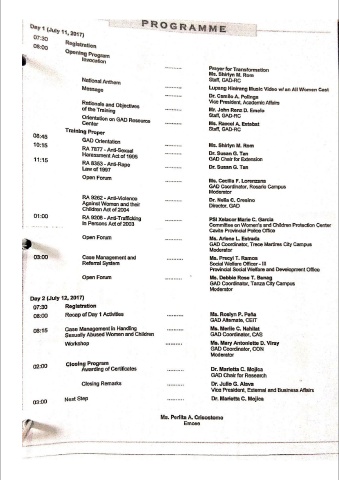 PROGRAMME
Day 1 (July 11, 2017)
07:30 Registration
08:00 Opening Program
Invocation ............ Prayer for Transformation
Ms. Shirlyn M. Rom
Staff, GAD-RC
National Anthem ............ Lupang Hinirang Music Video w/ an All Women Cast
Message ............ Dr. Camilo A. Polinga
Vice President, Academic Affairs
Rationale and Objectives of the Training ............ Mr. John Renz D.
Staff, GAD-RC
Orientation on GAD Resource Center ............ Ms. Raecel A. Estebat
Staff, GAD-RC
08:45 Training Proper
GAD Orientation ............ Ms. Shirlyn M. Rom
10:15 RA 7877 - Anti-Sexual Harassment Act of 1995 ............ Dr. Susan G. Tan
GAD Chair for Extension
11:15 RA 8353 - Anti-Rape Law of 1997 ............ Dr. Susan G. Tan
Open Forum ............ Ms. Cecilia F. Lorenzana
GAD Coordinator, Rosario Campus
Moderator
RA 9262 - Anti-Violence Against Women and their Children Act of 2004 ............ Dr. Nelia C. Cresino
Director, GAD
01:00 RA 9208 - Anti-Trafficking In Persons Act of 2003 ............ PSI Marie C. Garcia
Committee on Women's and Children Protection Center
Cavite Provincial Police Office
Open Forum ............ Ms. Arlene L. Estrada
GAD Coordinator, Trece Martires City Campus
Moderator
03:00 Case Management and Referral System ............ Ms. Precyl T. Ramos
Social Welfare Officer - III
Provincial Social Welfare and Development Office
Open Forum ............ Ms. Debbie Rose T. Banag
GAD Coordinator, Tanza City Campus
Moderator
Day 2 (July 12, 2017)
07:30 Registration
08:00 Recap of Day 1 Activities ............ Ms. Roslyn P. Peña
GAD Alternate, CEIT
08:15 Case Management in Handling Sexually Abused Women and Children ............ Ms. Merlie C. Nahilat
GAD Coordinator, CAS
Workshop ............ Ms. Mary Antoniette D. Viray
GAD Coordinator, CON
Moderator
02:00 Closing Program
Awarding of Certificates ............ Dr. Marietta C. Mojica
GAD Chair for Research
Closing Remarks ............ Dr. Julie G. Alava
Vice President, External and Business Affairs
03:00 Next Step ............ Dr. Marietta C. Mojica
Ms. Perlita A. Crisostomo
Emcee